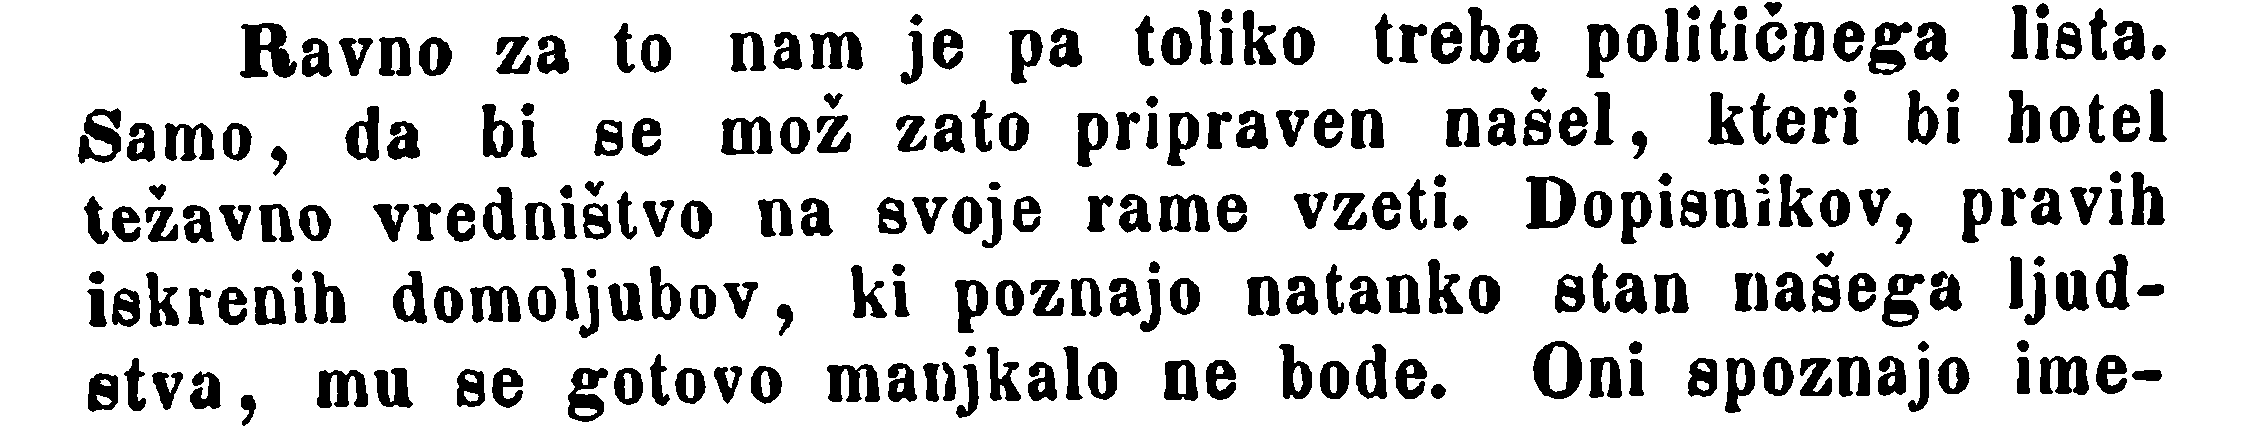 Ravno za to nam je pa toliko treba političnega lista.
Samo, da bi se mož zato pripraven našel, kteri bi hotel
težavno vredništvo na svoje rame vzeti. Dopisnikov, pravih
iskrenih domoljubov, ki poznajo natanko stan našega ljud-
stva, mu se gotovo manjkalo ne bode. Oni spoznajo ime-